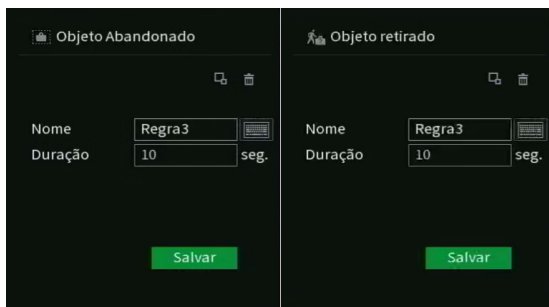 Objeto Abandonado
Nome Regra3
Duração 10 seg.
Salvar
Objeto retirado
Nome Regra3
Duração 10 seg.
Salvar